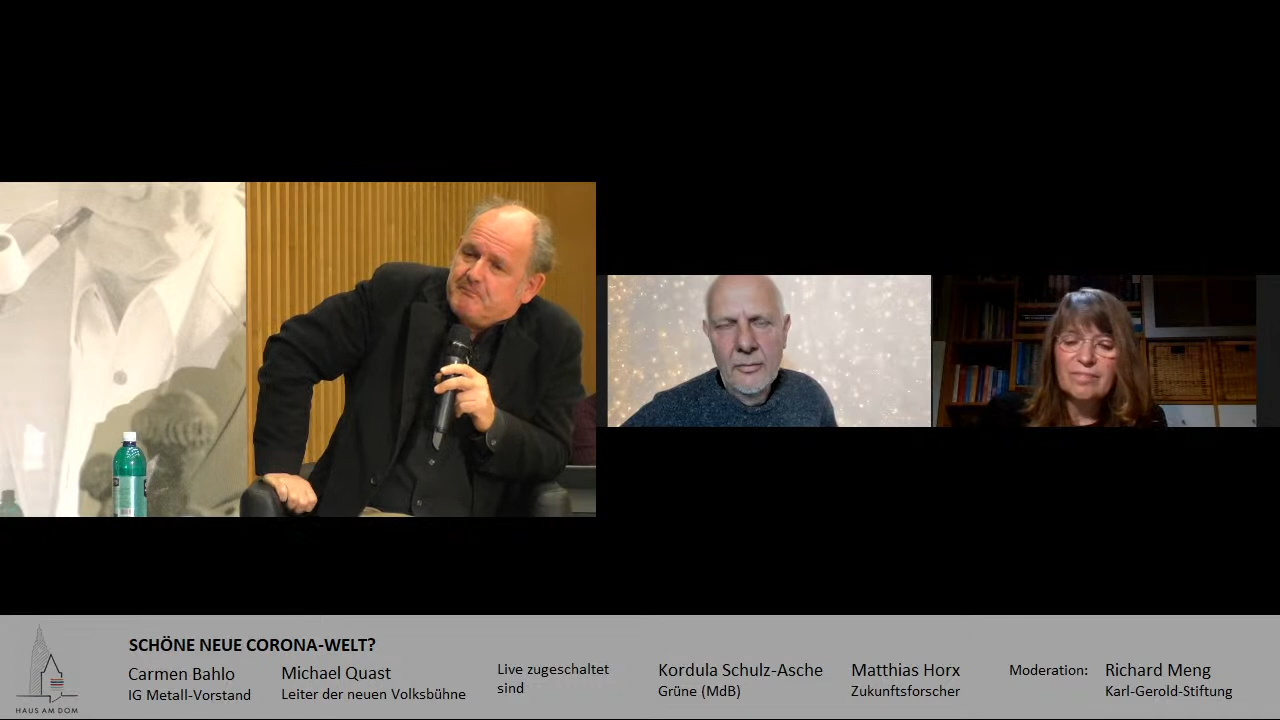 SCHÖNE NEUE CORONA-WELT?
Carmen Bahlo
IG Metall-Vorstand
Michael Quast
Leiter der neuen Volksbühne
Live zugeschaltet
sind
Kordula Schulz-Asche
Grüne (MdB)
Matthias Horx
Zukunftsforscher
Moderation:
Richard Meng
Karl-Gerold-Stiftung
HAUS AM DOM